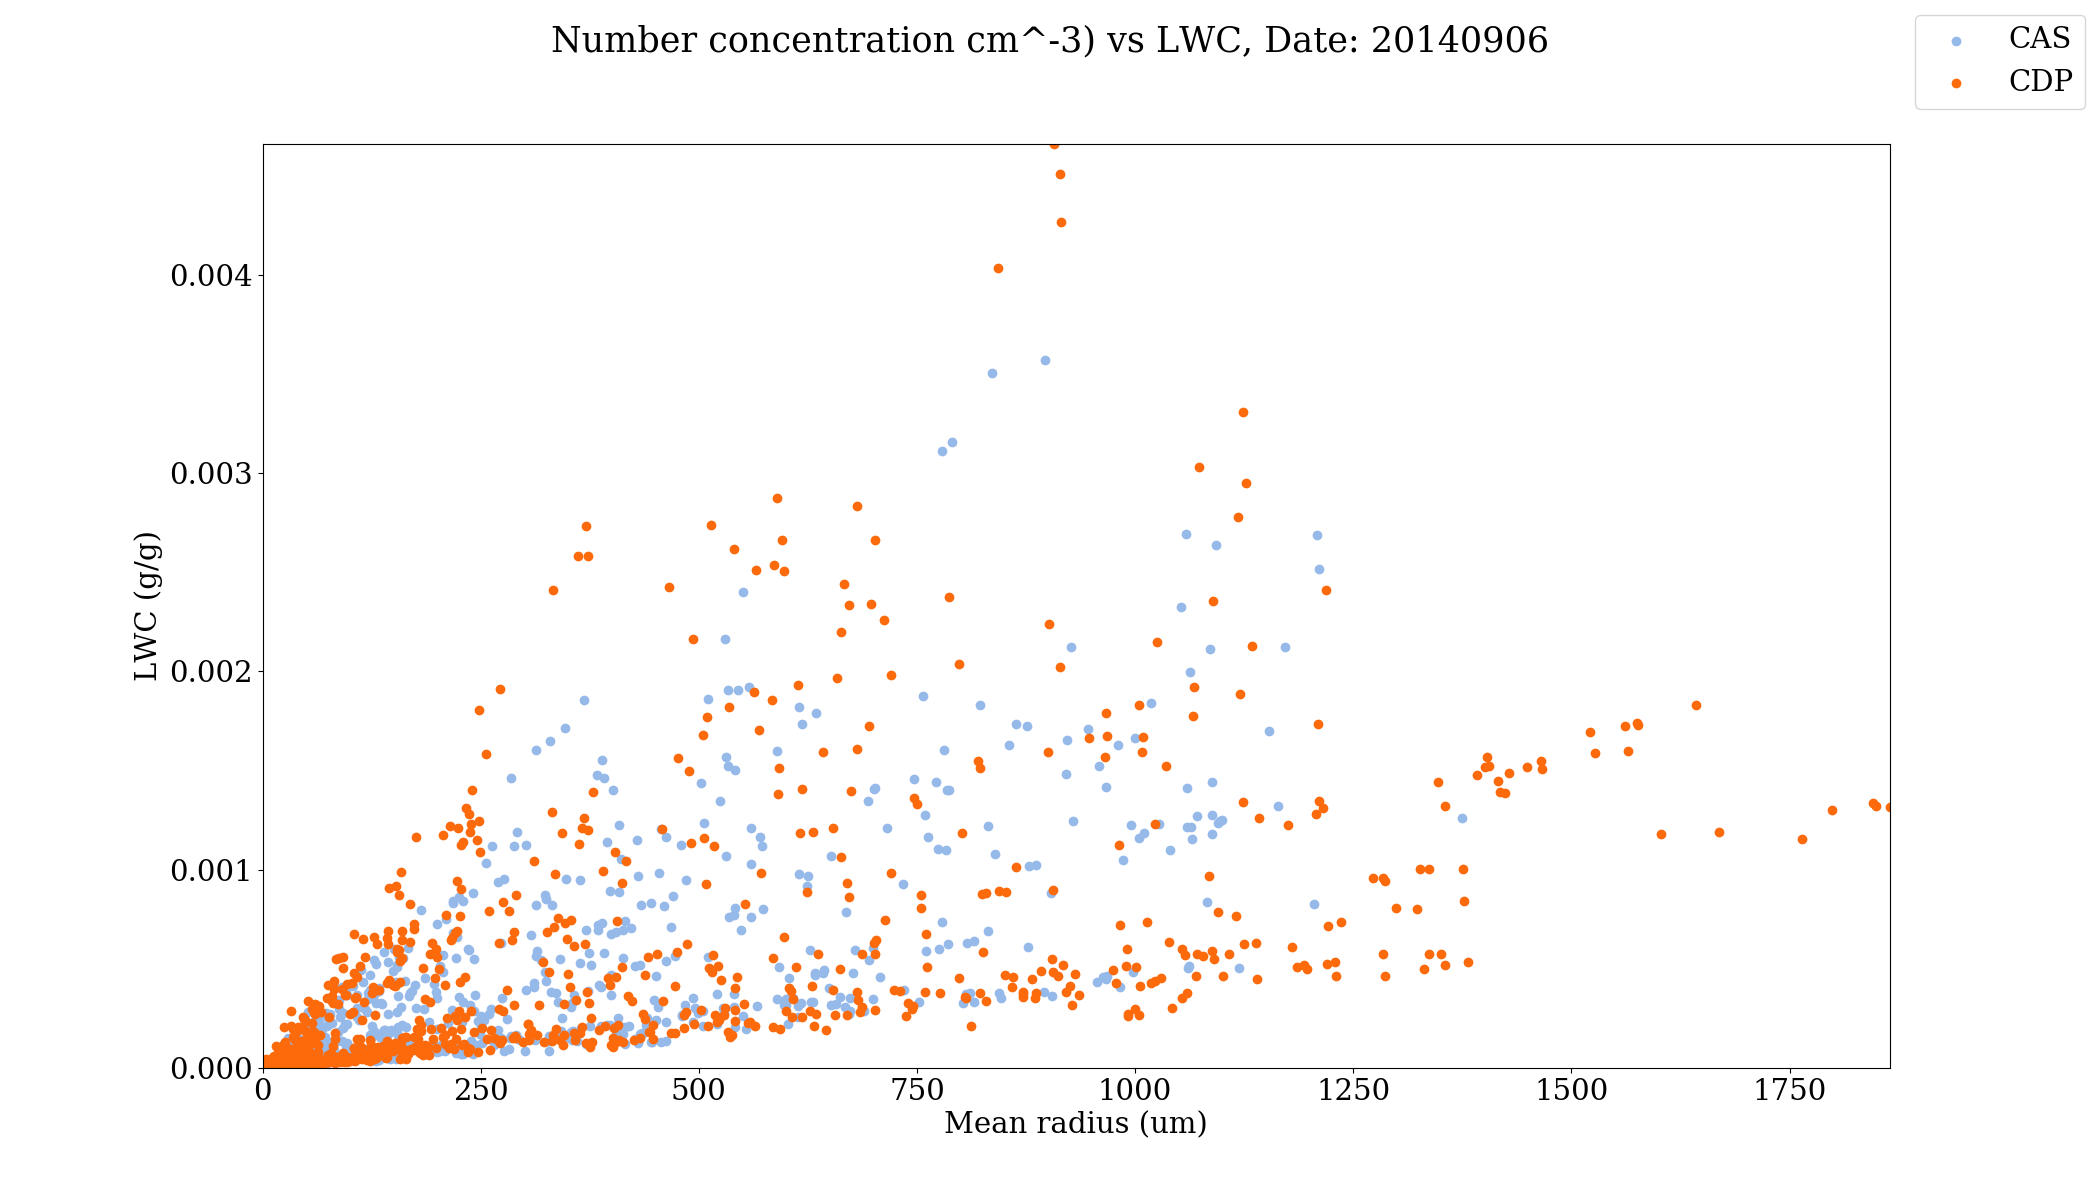 Number concentration cm^-3) vs LWC, Date: 20140906
CAS
CDP
LWC (g/g)
0.004
0.003
0.002
0.001
0.000
0 250 500 750 1000 1250 1500 1750
Mean radius (um)